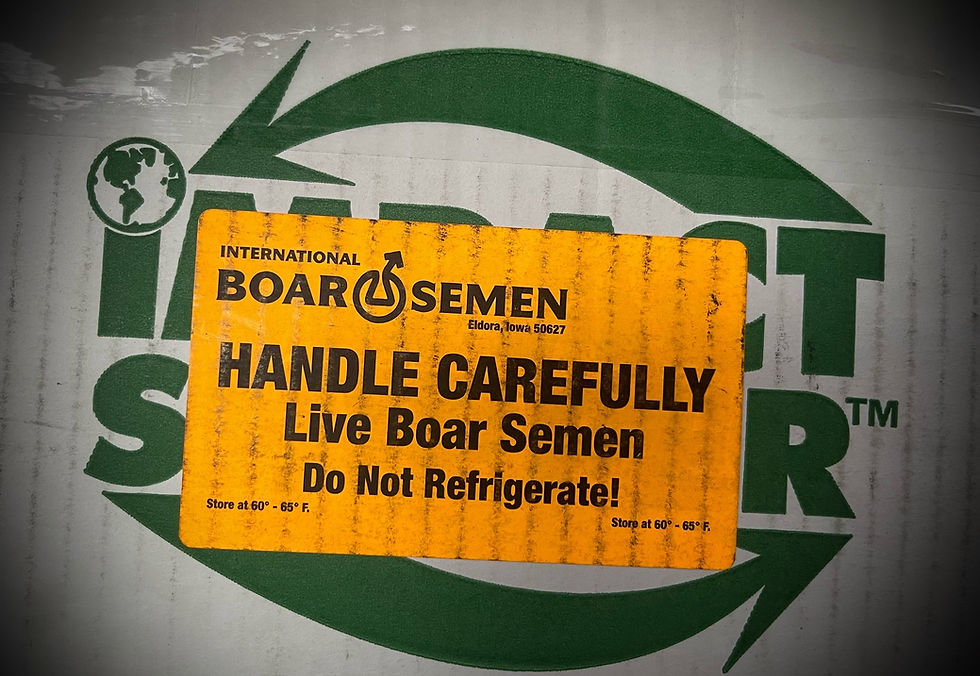 INTERNATIONAL
BOAR SEMEN
Eldora, Iowa 50627
HANDLE CAREFULLY
Live Boar Semen
Do Not Refrigerate!
Store at 60° - 65° F.
Store at 60° - 65° F.
TM